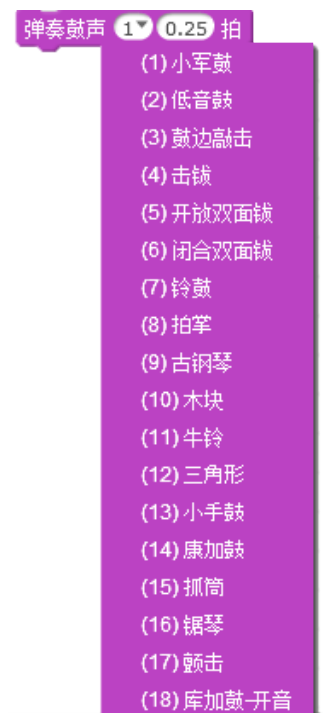 弹奏鼓声 1 0.25 拍
(1) 小军鼓
(2) 低音鼓
(3) 鼓边敲击
(4) 击钹
(5) 开放双面钹
(6) 闭合双面钹
(7) 铃鼓
(8) 拍掌
(9) 古钢琴
(10) 木块
(11) 牛铃
(12) 三角形
(13) 小手鼓
(14) 康加鼓
(15) 抓筒
(16) 锯琴
(17) 颤击
(18) 库加鼓-开音